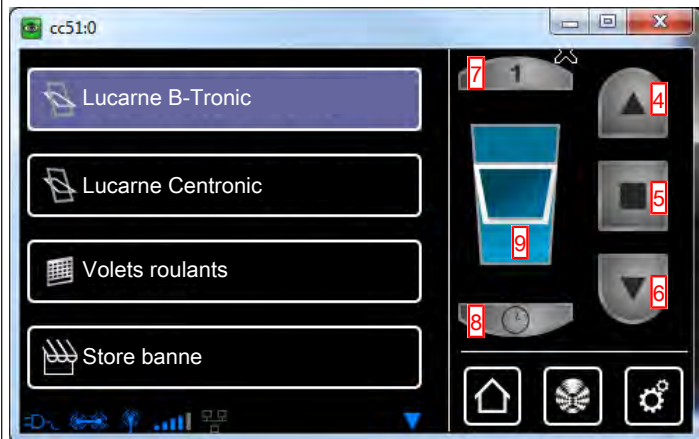 cc51:0
Lucarne B-Tronic
Lucarne Centronic
Volets roulants
Store banne
7
1
4
5
9
6
8